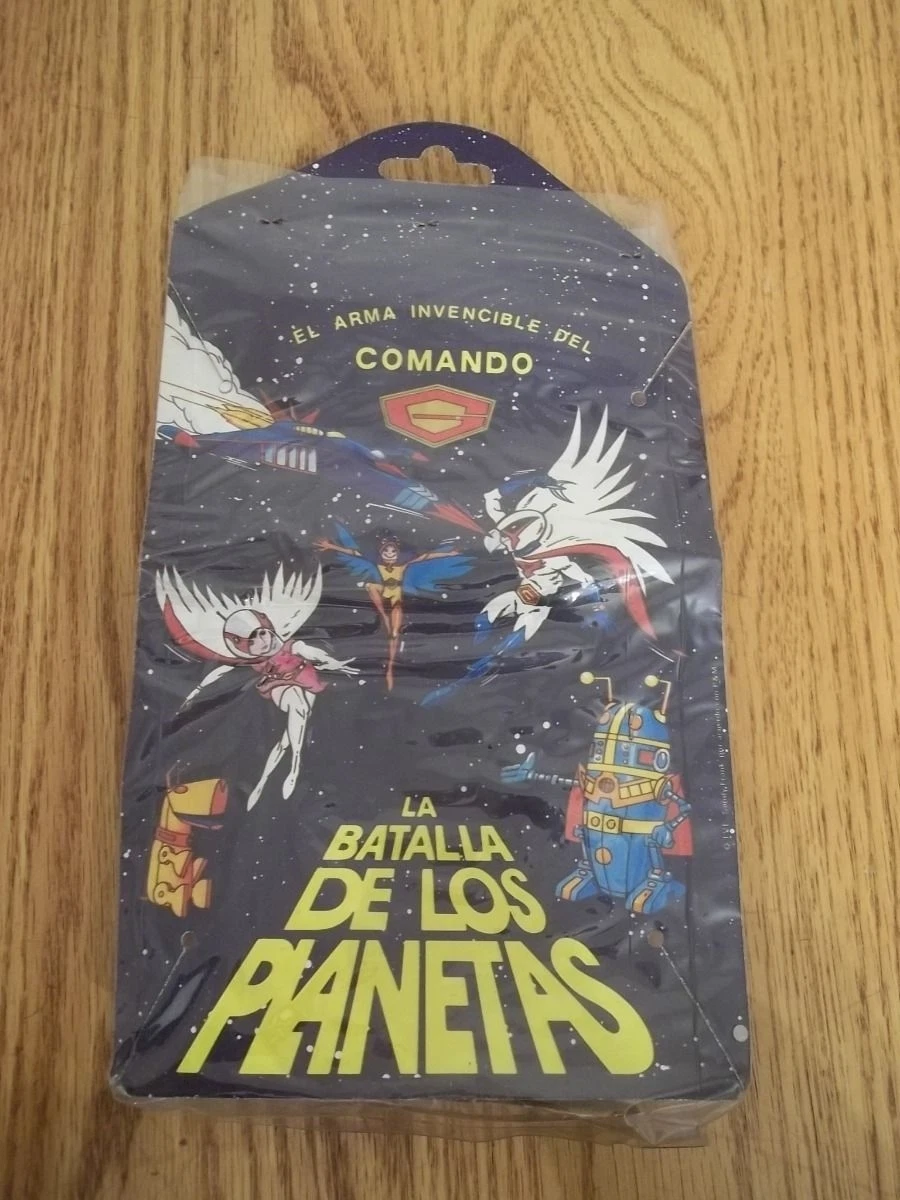 EL ARMA INVENCIBLE DEL
COMANDO
G
LA
BATALLA
DE LOS
PLANETAS